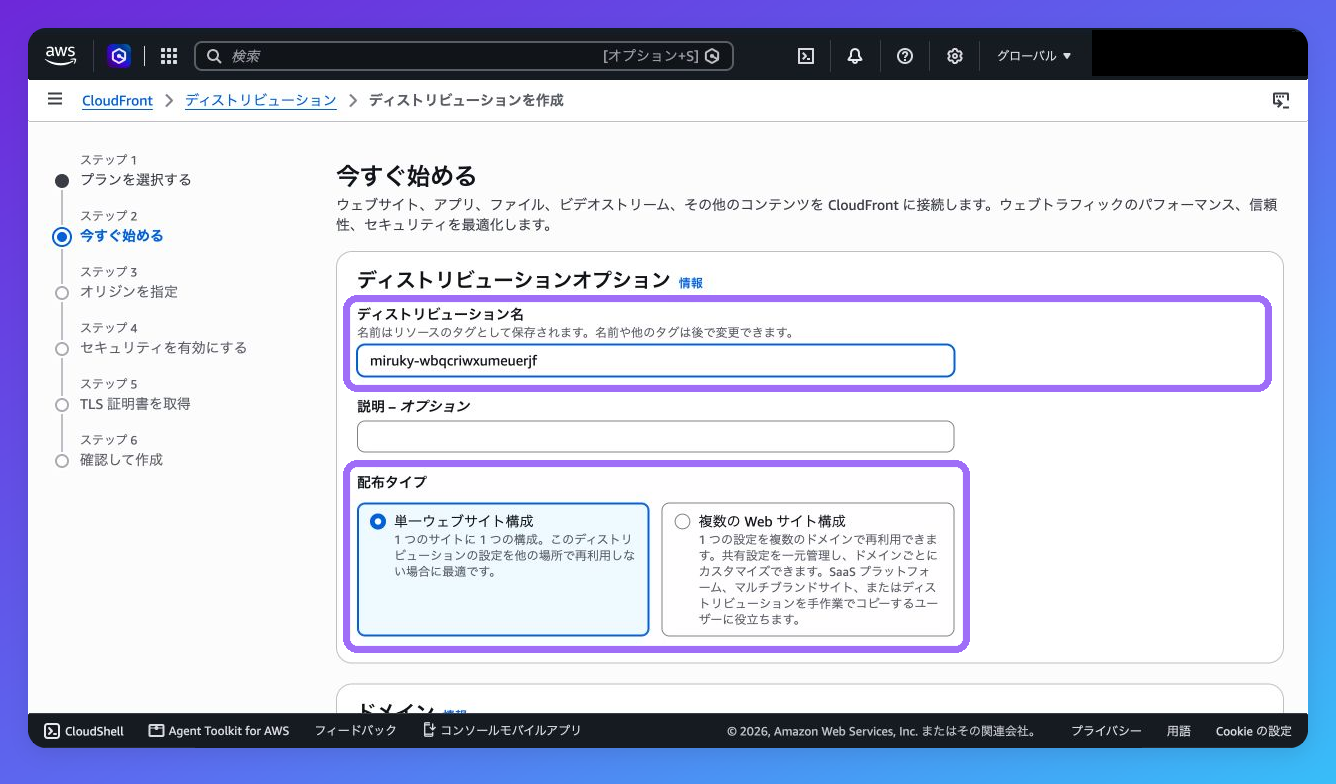 aws
検索
[オプション+S]
グローバル
CloudFront
ディストリビューション
ディストリビューションを作成
ステップ 1
プランを選択する
ステップ 2
今すぐ始める
ステップ 3
オリジンを指定
ステップ 4
セキュリティを有効にする
ステップ 5
TLS 証明書を取得
ステップ 6
確認して作成
今すぐ始める
ウェブサイト、アプリ、ファイル、ビデオストリーム、その他のコンテンツを CloudFront に接続します。ウェブトラフィックのパフォーマンス、信頼
性、セキュリティを最適化します。
ディストリビューションオプション 情報
ディストリビューション名
名前はリソースのタグとして保存されます。名前や他のタグは後で変更できます。
miruky-wbqcriwxumeuerjf
説明 – オプション
配布タイプ
単一ウェブサイト構成
1 つのサイトに 1 つの構成。このディストリ
ビューションの設定を他の場所で再利用しな
い場合に最適です。
複数の Web サイト構成
1 つの設定を複数のドメインで再利用できま
す。共有設定を一元管理し、ドメインごとに
カスタマイズできます。SaaS プラットフォ
ーム、マルチブランドサイト、またはディス
トリビューションを手作業でコピーするユー
ザーに役立ちます。
ドメイン 情報
CloudShell
Agent Toolkit for AWS
フィードバック
コンソールモバイルアプリ
© 2026, Amazon Web Services, Inc. またはその関連会社。
プライバシー
用語
Cookie の設定